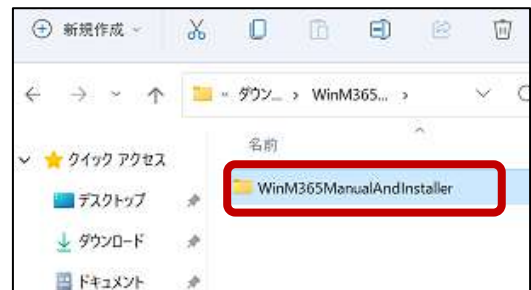 新規作成
ダウン... › WinM365... ›
名前
クイック アクセス
WinM365ManualAndInstaller
デスクトップ
ダウンロード
ドキュメント